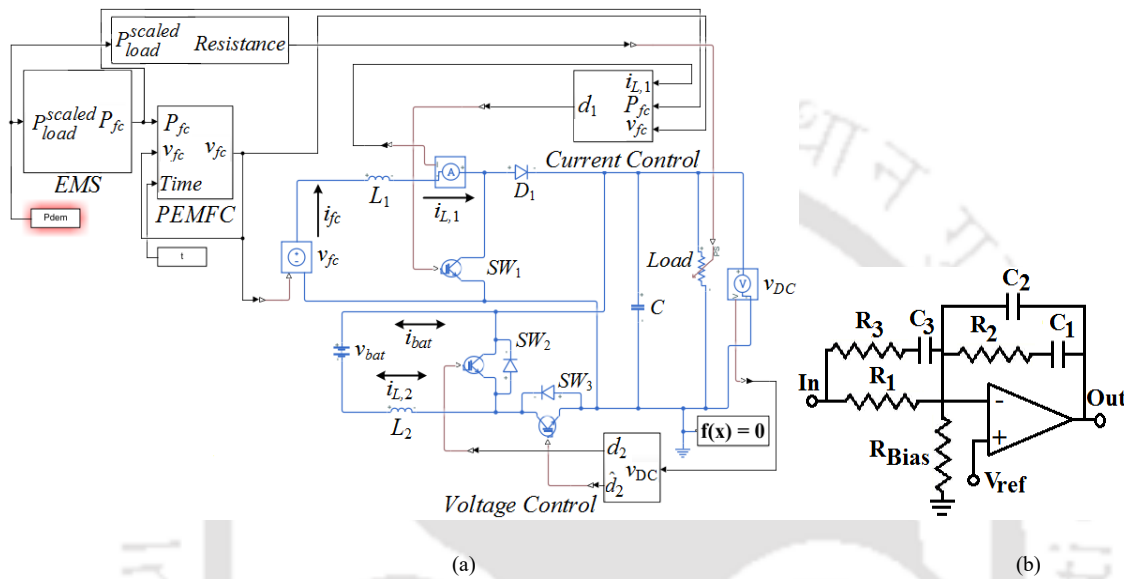 P_load^scaled Resistance
P_load^scaled P_fc
EMS
Pdem
P_fc
v_fc v_fc
Time
PEMFC
t
i_L,1
d_1 P_fc
v_fc
Current Control
L_1
A
i_L,1
D_1
i_fc
v_fc
SW_1
Load
PS
V
v_DC
C
v_bat
i_bat
SW_2
i_L,2
SW_3
L_2
f(x) = 0
d_2
v_DC
d̂_2
Voltage Control
(a)
C_2
R_3 C_3
R_2 C_1
In
R_1
-
+
Out
R_Bias
V_ref
(b)